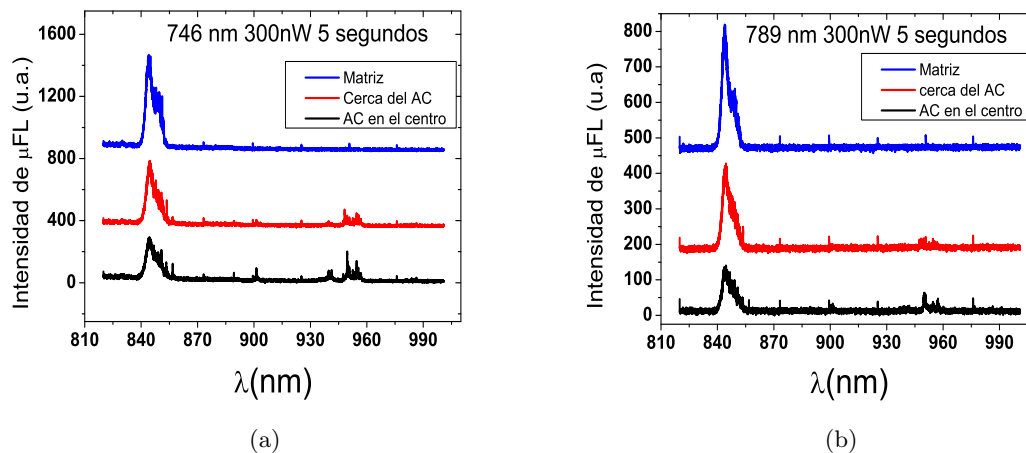 746 nm 300nW 5 segundos
Matriz
Cerca del AC
AC en el centro
Intensidad de μFL (u.a.)
1600
1200
800
400
0
810 840 870 900 930 960 990
λ(nm)
(a)
789 nm 300nW 5 segundos
Matriz
cerca del AC
AC en el centro
Intensidad de μFL (u.a)
800
700
600
500
400
300
200
100
0
810 840 870 900 930 960 990
λ(nm)
(b)